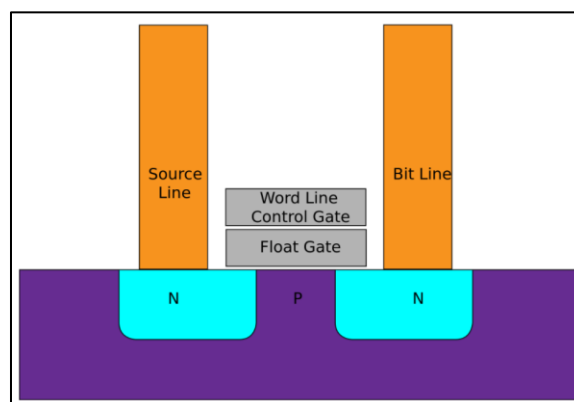 Source
Line
Word Line
Control Gate
Float Gate
Bit Line
N
P
N